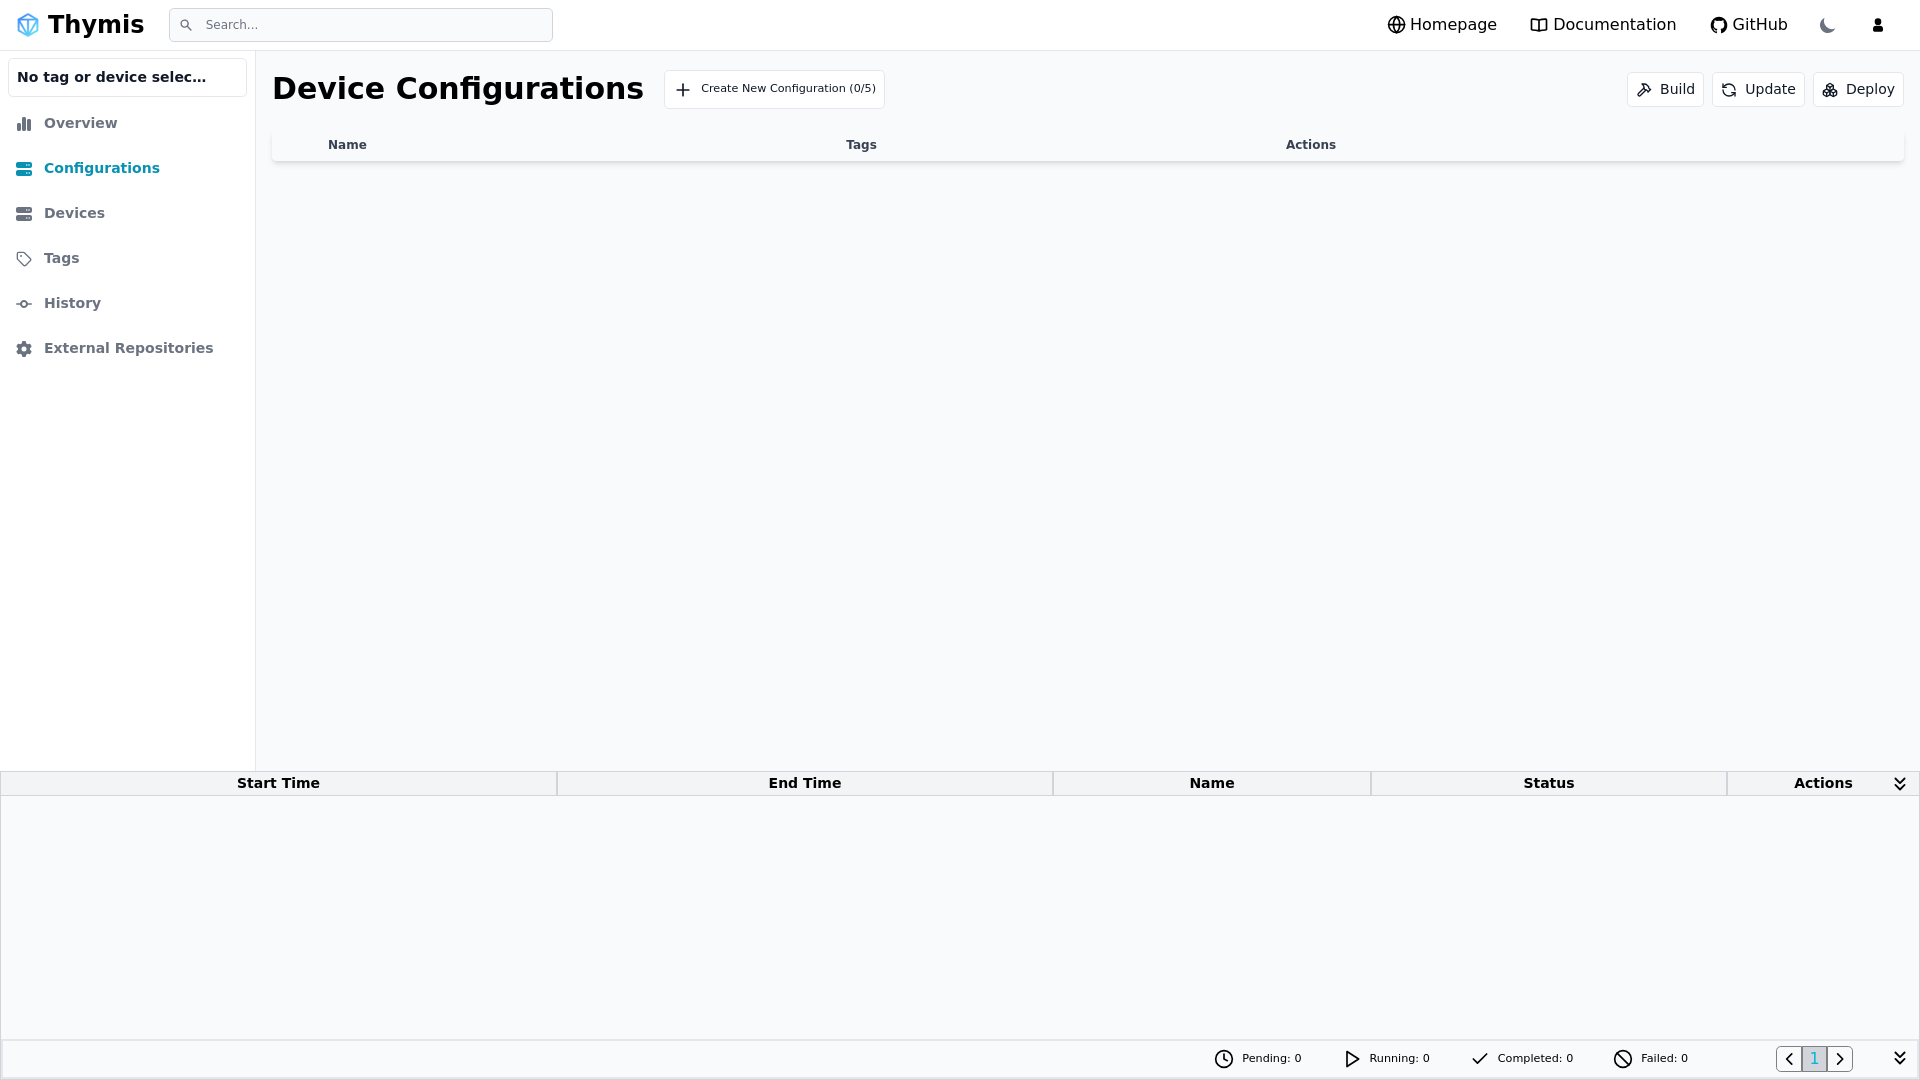 Thymis
Search...
Homepage
Documentation
GitHub
No tag or device selec...
Overview
Configurations
Devices
Tags
History
External Repositories
Device Configurations
Create New Configuration (0/5)
Build
Update
Deploy
Name Tags Actions
Start Time End Time Name Status Actions
Pending: 0 Running: 0 Completed: 0 Failed: 0
1